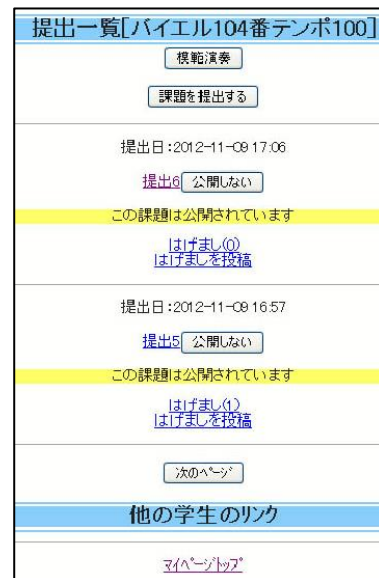 提出一覧[バイエル104番テンポ100]
模範演奏
課題を提出する
提出日:2012-11-09 17:06
提出6 公開しない
この課題は公開されています
はげまし(0)
はげましを投稿
提出日:2012-11-09 16:57
提出5 公開しない
この課題は公開されています
はげまし(1)
はげましを投稿
次のページ
他の学生のリンク
マイページトップ